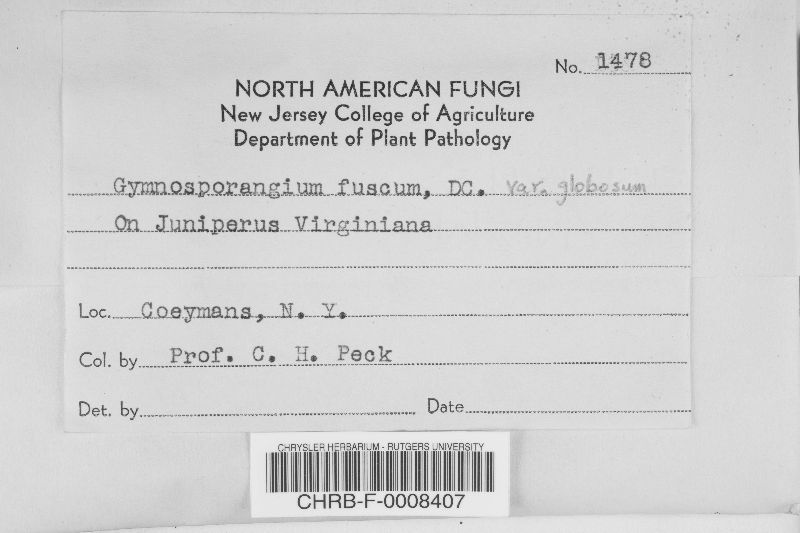 No. 1478
NORTH AMERICAN FUNGI
New Jersey College of Agriculture
Department of Plant Pathology
Gymnosporangium fuscum, DC. var. globosum
On Juniperus Virginiana
Loc. Coeymans, N. Y.
Col. by Prof. C. H. Peck
Det. by
Date
CHRYSLER HERBARIUM - RUTGERS UNIVERSITY
CHRB-F-0008407